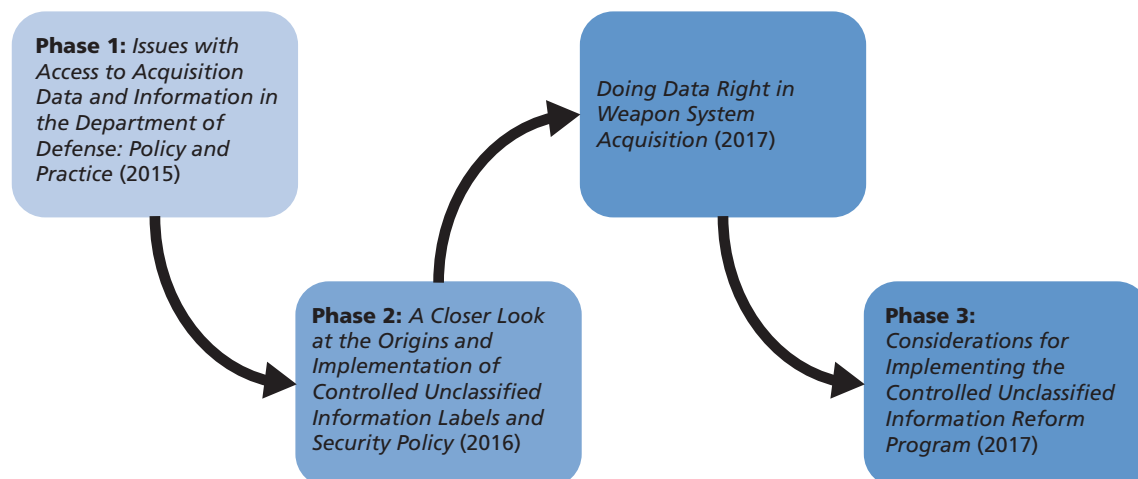 Phase 1: Issues with
Access to Acquisition
Data and Information in
the Department of
Defense: Policy and
Practice (2015)
Phase 2: A Closer Look
at the Origins and
Implementation of
Controlled Unclassified
Information Labels and
Security Policy (2016)
Doing Data Right in
Weapon System
Acquisition (2017)
Phase 3:
Considerations for
Implementing the
Controlled Unclassified
Information Reform
Program (2017)